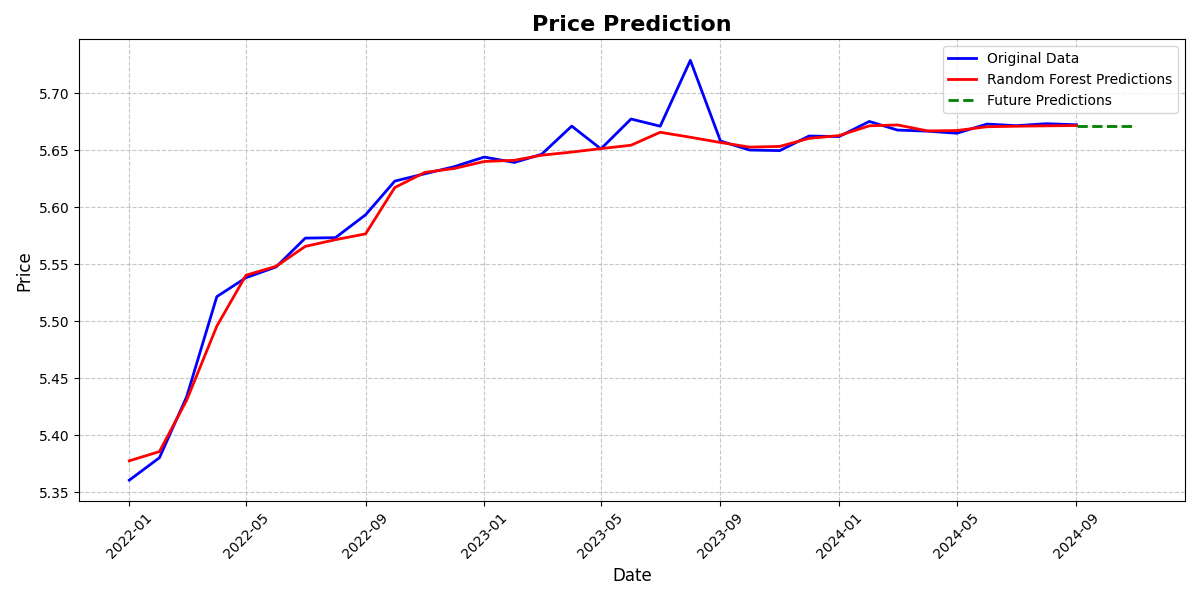 Price Prediction
Original Data
Random Forest Predictions
Future Predictions
Price
5.70
5.65
5.60
5.55
5.50
5.45
5.40
5.35
2022-01
2022-05
2022-09
2023-01
2023-05
2023-09
2024-01
2024-05
2024-09
Date